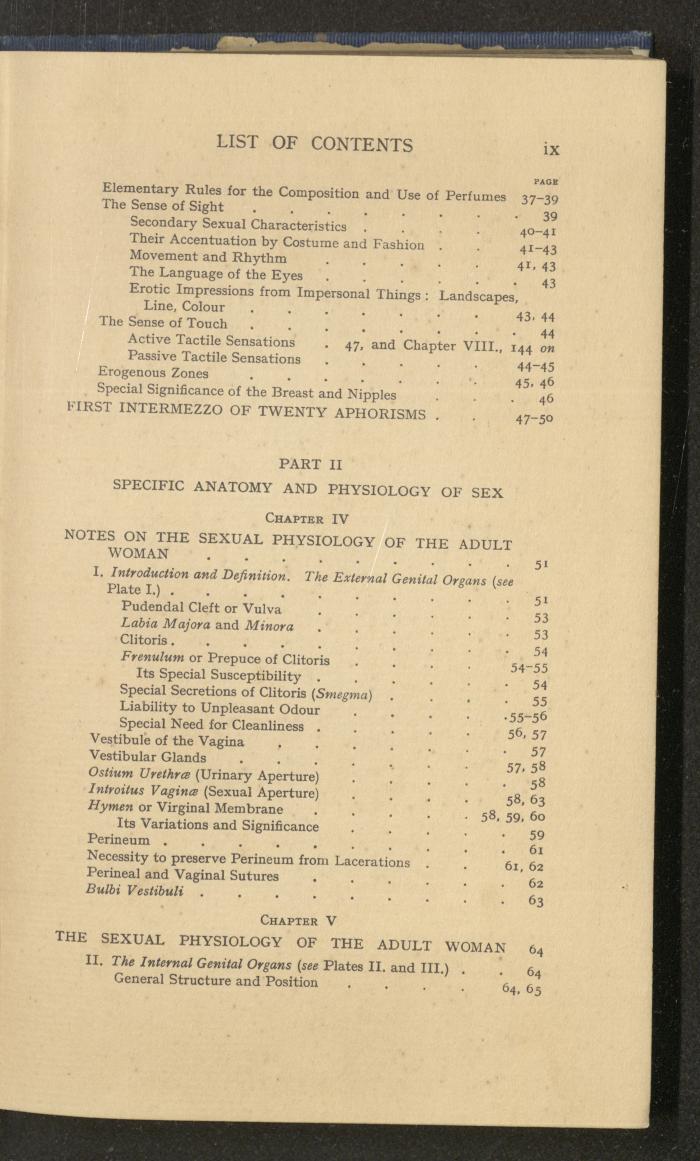 LIST OF CONTENTS ix
PAGE
Elementary Rules for the Composition and Use of Perfumes 37-39
The Sense of Sight . . . . . . . . 39
Secondary Sexual Characteristics . . . . 40-41
Their Accentuation by Costume and Fashion . . 41-43
Movement and Rhythm . . . . . 41, 43
The Language of the Eyes . . . . . . 43
Erotic Impressions from Impersonal Things : Landscapes,
Line, Colour . . . . . . . 43, 44
The Sense of Touch . . . . . . . . 44
Active Tactile Sensations . 47, and Chapter VIII., 144 on
Passive Tactile Sensations . . . . . 44-45
Erogenous Zones . . . . . . . 45, 46
Special Significance of the Breast and Nipples . . . 46
FIRST INTERMEZZO OF TWENTY APHORISMS . . 47-50
PART II
SPECIFIC ANATOMY AND PHYSIOLOGY OF SEX
CHAPTER IV
NOTES ON THE SEXUAL PHYSIOLOGY OF THE ADULT
WOMAN . . . . . . . . . 51
I. Introduction and Definition. The External Genital Organs (see
Plate I.) . . . . . . . . . . 51
Pudendal Cleft or Vulva . . . . . . 53
Labia Majora and Minora . . . . . . 53
Clitoris . . . . . . . . . . 54
Frenulum or Prepuce of Clitoris . . . . 54-55
Its Special Susceptibility . . . . . . 54
Special Secretions of Clitoris (Smegma) . . . . 55
Liability to Unpleasant Odour . . . . . 55-56
Special Need for Cleanliness . . . . . 56, 57
Vestibule of the Vagina . . . . . . . 57
Vestibular Glands . . . . . . . 57, 58
Ostium Urethræ (Urinary Aperture) . . . . . 58
Introitus Vaginæ (Sexual Aperture) . . . . 58, 63
Hymen or Virginal Membrane . . . . . 58, 59, 60
Its Variations and Significance . . . . . 59
Perineum . . . . . . . . . . 61
Necessity to preserve Perineum from Lacerations . . 61, 62
Perineal and Vaginal Sutures . . . . . . 62
Bulbi Vestibuli . . . . . . . . . 63
CHAPTER V
THE SEXUAL PHYSIOLOGY OF THE ADULT WOMAN 64
II. The Internal Genital Organs (see Plates II. and III.) . . 64
General Structure and Position . . . . 64, 65